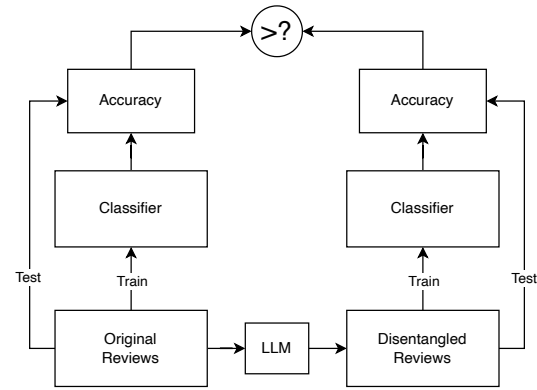 >?
Accuracy
Accuracy
Classifier
Classifier
Test
Train
Train
Test
Original
Reviews
LLM
Disentangled
Reviews